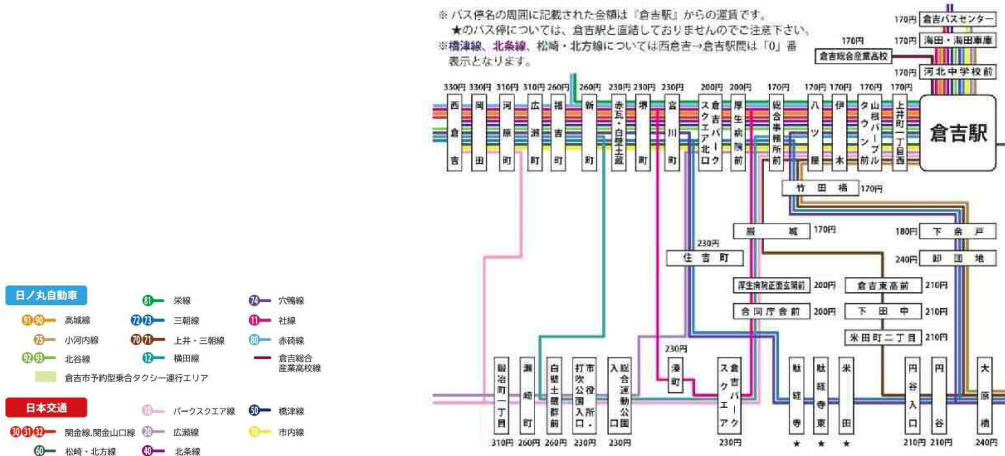 ※ バス停名の周囲に記載された金額は『倉吉駅』からの運賃です。
★のバス停については、倉吉駅と直結しておりませんのでご注意下さい。
※橋津線、北条線、松崎・北方線については西倉吉→倉吉駅間は「0」番
表示となります。
170円 倉吉バスセンター
170円 海田・海田車庫
170円 河北中学校前
170円
倉吉総合産業高校
倉吉駅
330円 西倉吉
330円 岡田
310円 河原町
310円 広瀬町
260円 福吉町
260円 新町
230円 赤瓦・白壁土蔵
230円 堺町
230円 宮川町
200円 倉吉パークスクエア北口
200円 厚生病院前
170円 総合事務所前
170円 八ツ屋
170円 伊木
170円 山根パープルタウン前
170円 上井町一丁目西
竹田橋 170円
巌城 170円
180円 下余戸
230円
住吉町
240円 卸団地
厚生病院正面玄関前 200円
倉吉東高前 210円
合同庁舎前 200円
下田中 210円
米田町二丁目 210円
鍛冶町一丁目 310円
瀬崎町 260円
白壁土蔵群前 260円
市役所・打吹公園入口 230円
総合運動公園入口 230円
230円 湊町
倉吉パークスクエア 230円
駄経寺 ★
駄経寺東 ★
米田 ★
円谷入口 210円
円谷 210円
大原橋 240円
日ノ丸自動車
91 90 高城線
75 小河内線
92 93 北谷線
倉吉市予約型乗合タクシー運行エリア
81 栄線
72 73 三朝線
70 71 上井・三朝線
12 横田線
74 穴鴨線
11 社線
80 赤碕線
倉吉総合
産業高校線
日本交通
30 31 32 関金線、関金山口線
60 松崎・北方線
10 パークスクエア線
20 広瀬線
40 北条線
50 橋津線
市内線